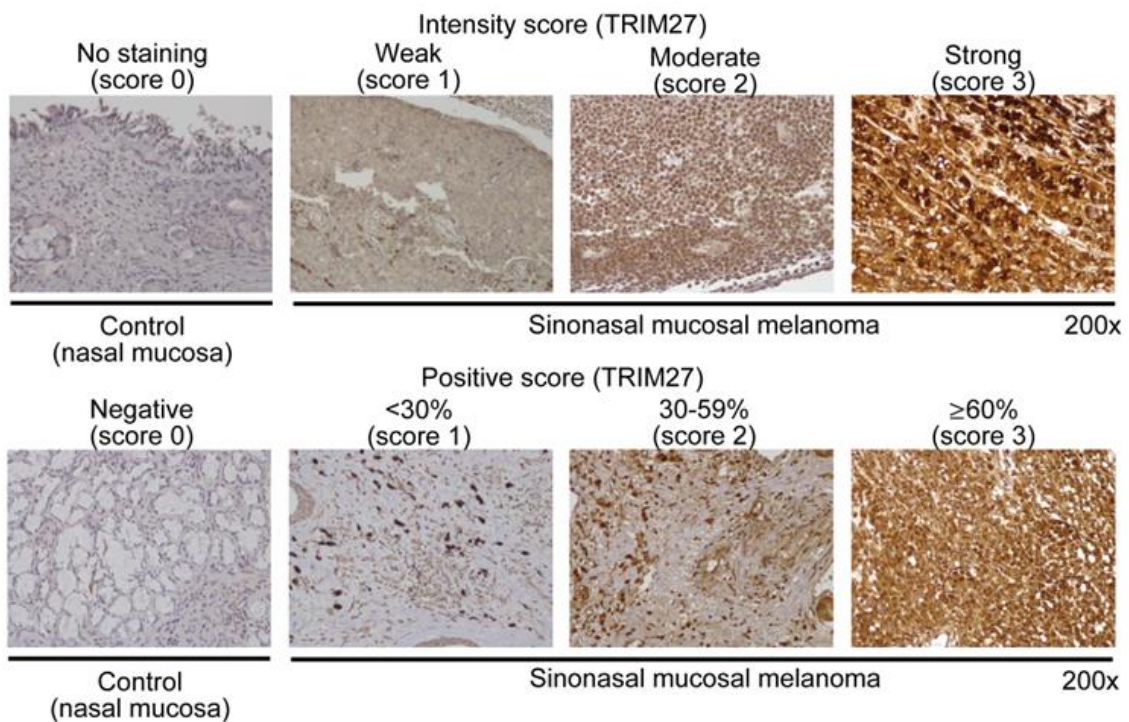 Intensity score (TRIM27)
No staining
(score 0)
Weak
(score 1)
Moderate
(score 2)
Strong
(score 3)
Control
(nasal mucosa)
Sinonasal mucosal melanoma
200x
Positive score (TRIM27)
Negative
(score 0)
<30%
(score 1)
30-59%
(score 2)
≥60%
(score 3)
Control
(nasal mucosa)
Sinonasal mucosal melanoma
200x